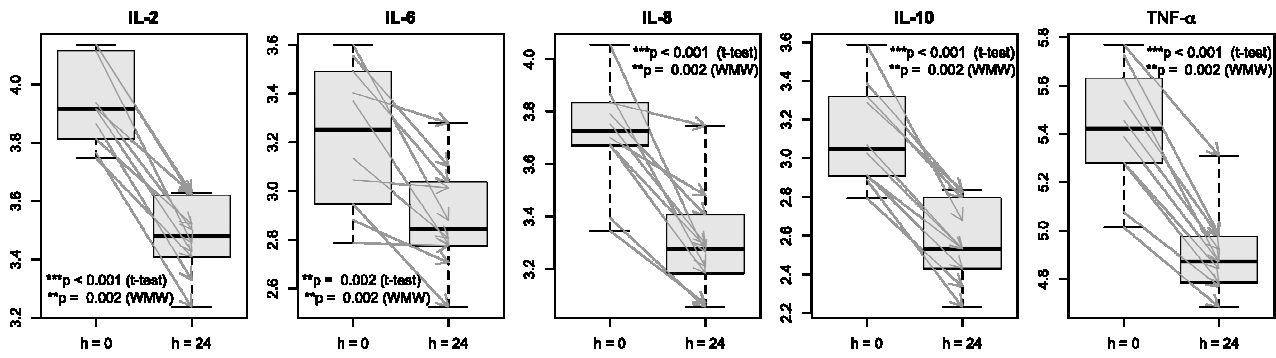 IL-2
4.0
3.8
3.6
3.4
3.2
***p < 0.001 (t-test)
**p = 0.002 (WMW)
h = 0
h = 24
IL-6
3.6
3.4
3.2
3.0
2.8
2.6
**p = 0.002 (t-test)
**p = 0.002 (WMW)
h = 0
h = 24
IL-8
4.0
3.8
3.6
3.4
3.2
***p < 0.001 (t-test)
**p = 0.002 (WMW)
h = 0
h = 24
IL-10
3.6
3.4
3.2
3.0
2.8
2.6
2.4
2.2
***p < 0.001 (t-test)
**p = 0.002 (WMW)
h = 0
h = 24
TNF-α
5.8
5.6
5.4
5.2
5.0
4.8
***p < 0.001 (t-test)
**p = 0.002 (WMW)
h = 0
h = 24